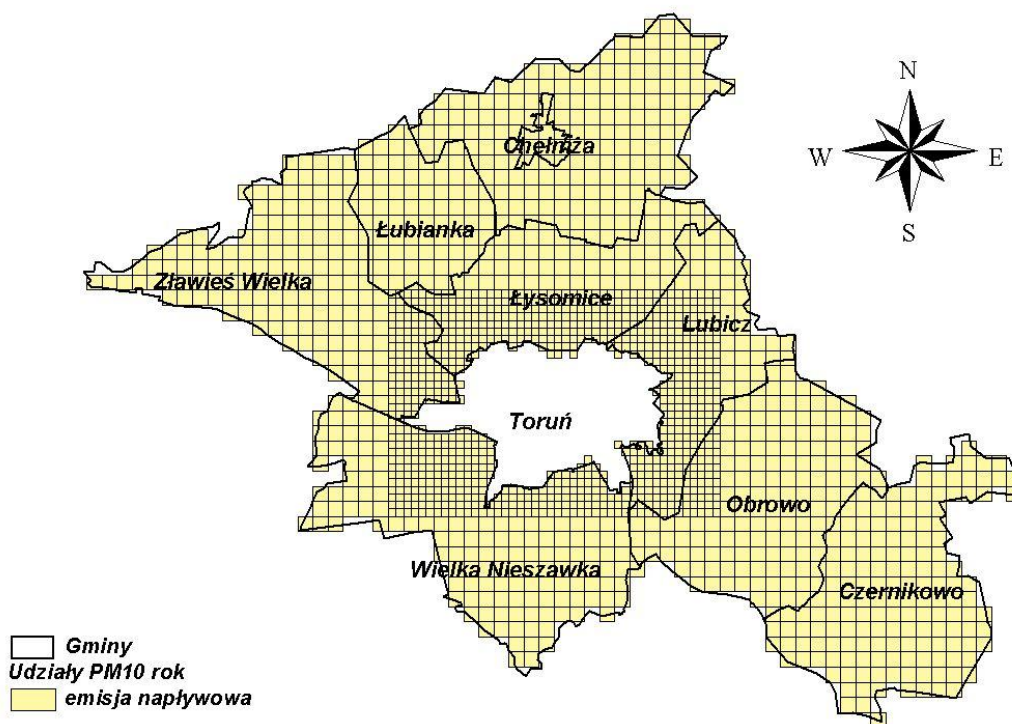 N
W E
S
Chełmża
Łubianka
Zławieś Wielka
Łysomice
Lubicz
Toruń
Obrowo
Wielka Nieszawka
Czernikowo
Gminy
Udziały PM10 rok
emisja napływowa